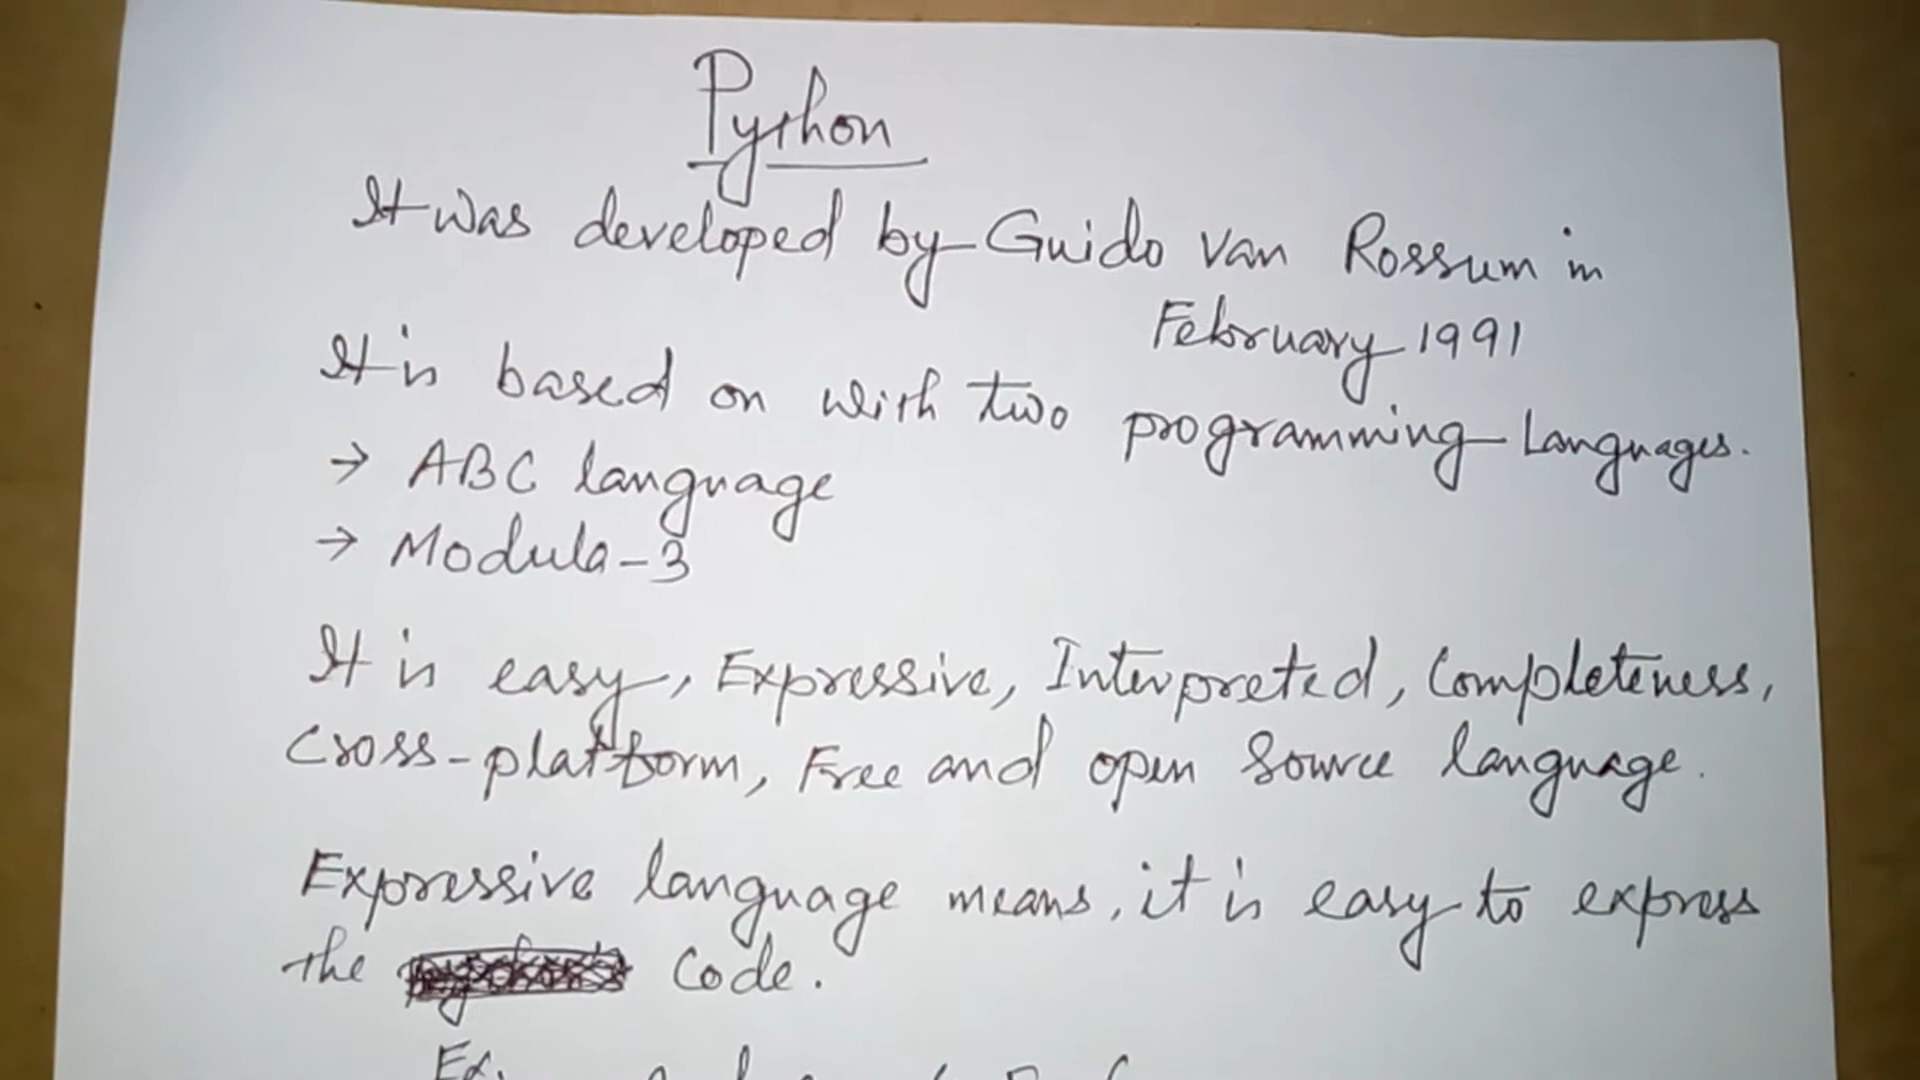 Python
It was developed by Guido van Rossum in
February 1991
It is based on with two programming Languages.
→ ABC language
→ Modula-3
It is easy, Expressive, Interpreted, Completeness,
Cross-platform, Free and open Source language.
Expressive language means, it is easy to express
the Code.
Ex.